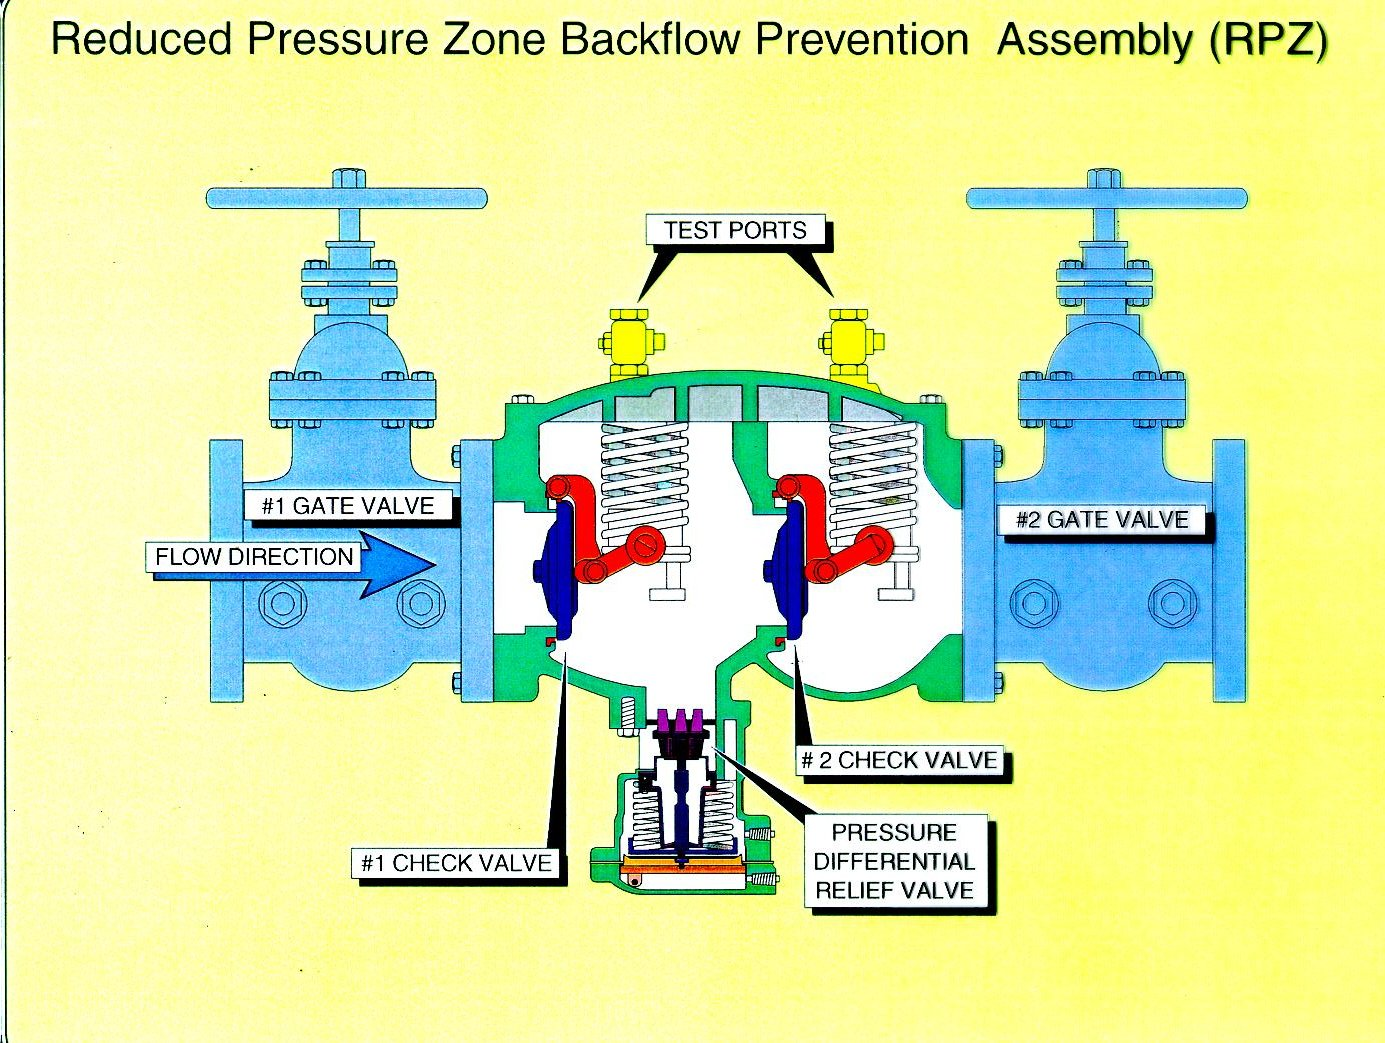 Reduced Pressure Zone Backflow Prevention Assembly (RPZ)
TEST PORTS
#1 GATE VALVE
#2 GATE VALVE
FLOW DIRECTION
# 2 CHECK VALVE
#1 CHECK VALVE
PRESSURE
DIFFERENTIAL
RELIEF VALVE